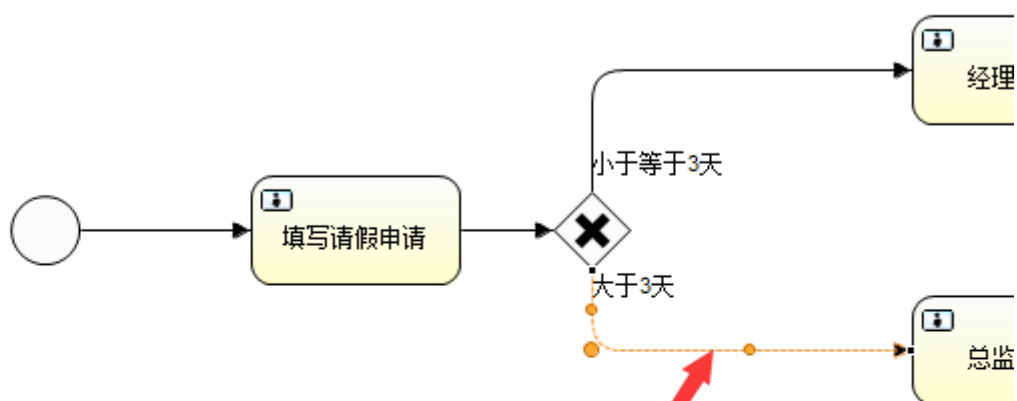 经理
小于等于3天
填写请假申请
大于3天
总监